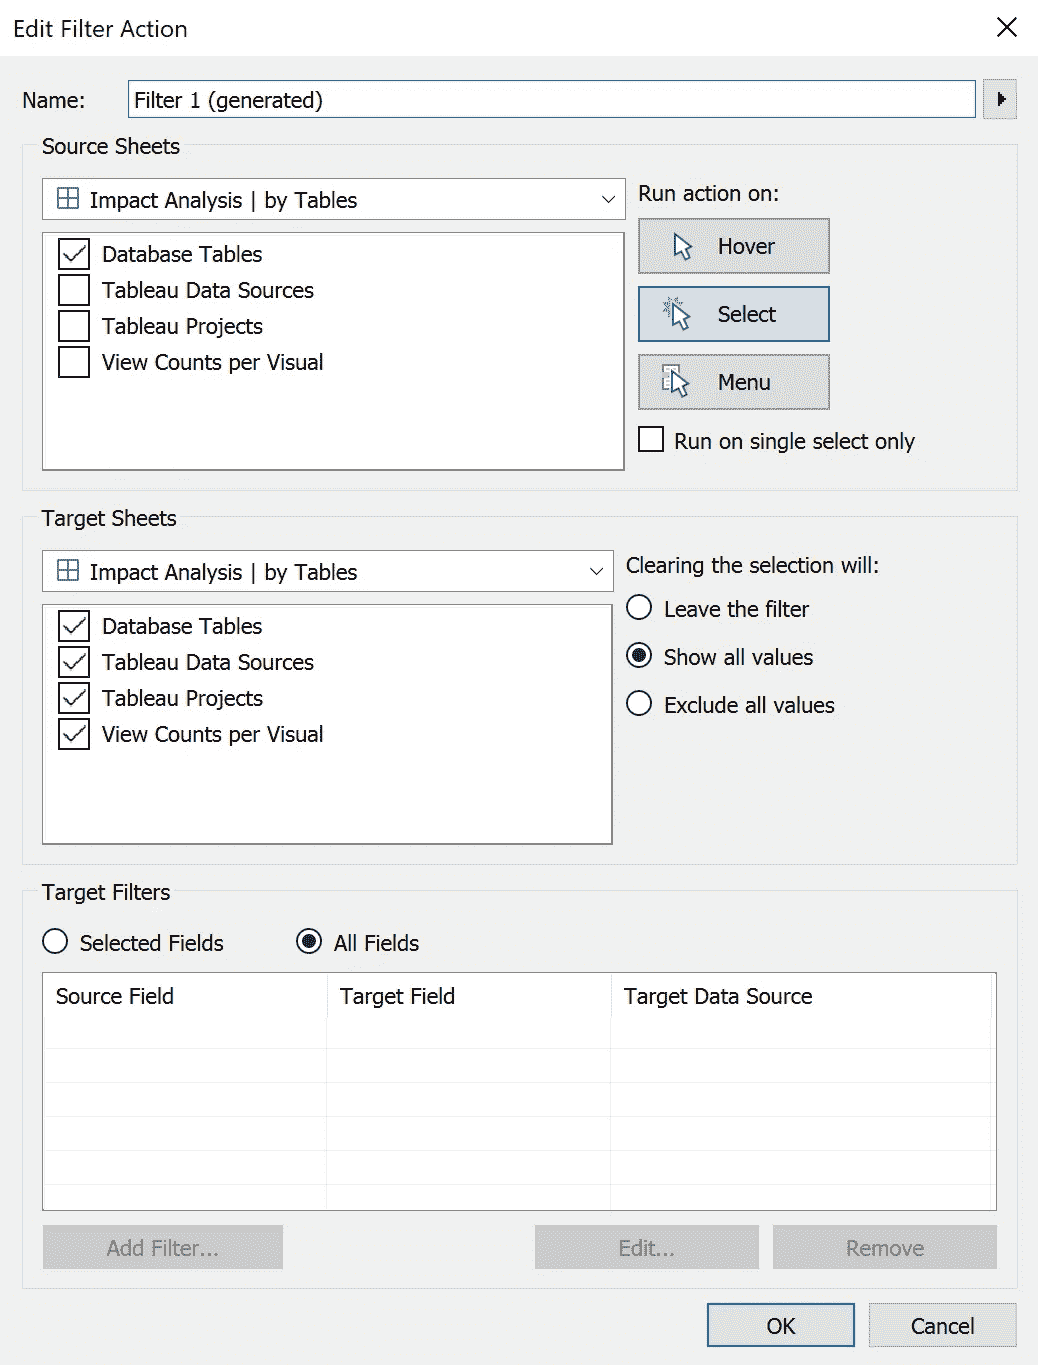 Edit Filter Action
Name: Filter 1 (generated)
Source Sheets
Impact Analysis | by Tables
Database Tables
Tableau Data Sources
Tableau Projects
View Counts per Visual
Run action on:
Hover
Select
Menu
Run on single select only
Target Sheets
Impact Analysis | by Tables
Database Tables
Tableau Data Sources
Tableau Projects
View Counts per Visual
Clearing the selection will:
Leave the filter
Show all values
Exclude all values
Target Filters
Selected Fields All Fields
Source Field Target Field Target Data Source
Add Filter... Edit... Remove
OK Cancel